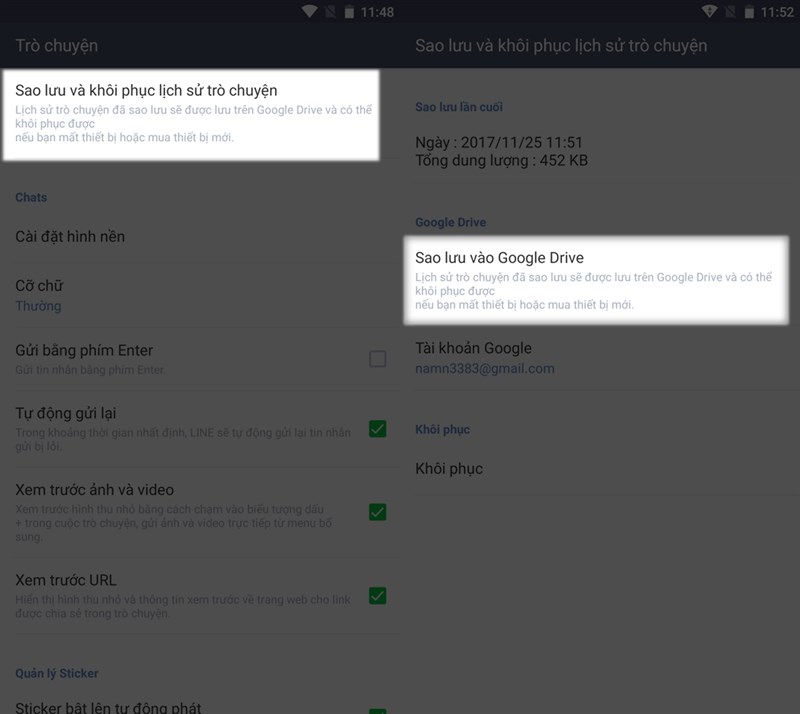 11:48
Trò chuyện
Sao lưu và khôi phục lịch sử trò chuyện
Lịch sử trò chuyện đã sao lưu sẽ được lưu trên Google Drive và có thể
khôi phục được
nếu bạn mất thiết bị hoặc mua thiết bị mới.
Chats
Cài đặt hình nền
Cỡ chữ
Thường
Gửi bằng phím Enter
Gửi tin nhắn bằng phím Enter.
Tự động gửi lại
Trong khoảng thời gian nhất định, LINE sẽ tự động gửi lại tin nhắn
gửi bị lỗi.
Xem trước ảnh và video
Xem trước hình thu nhỏ bằng cách chạm vào biểu tượng dấu
+ trong cuộc trò chuyện, gửi ảnh và video trực tiếp từ menu bổ
sung.
Xem trước URL
Hiển thị hình thu nhỏ và thông tin xem trước về trang web cho link
được chia sẻ trong trò chuyện.
Quản lý Sticker
Sticker bật lên tự động phát
11:52
Sao lưu và khôi phục lịch sử trò chuyện
Sao lưu lần cuối
Ngày : 2017/11/25 11:51
Tổng dung lượng : 452 KB
Google Drive
Sao lưu vào Google Drive
Lịch sử trò chuyện đã sao lưu sẽ được lưu trên Google Drive và có thể
khôi phục được
nếu bạn mất thiết bị hoặc mua thiết bị mới.
Tài khoản Google
namn3383@gmail.com
Khôi phục
Khôi phục